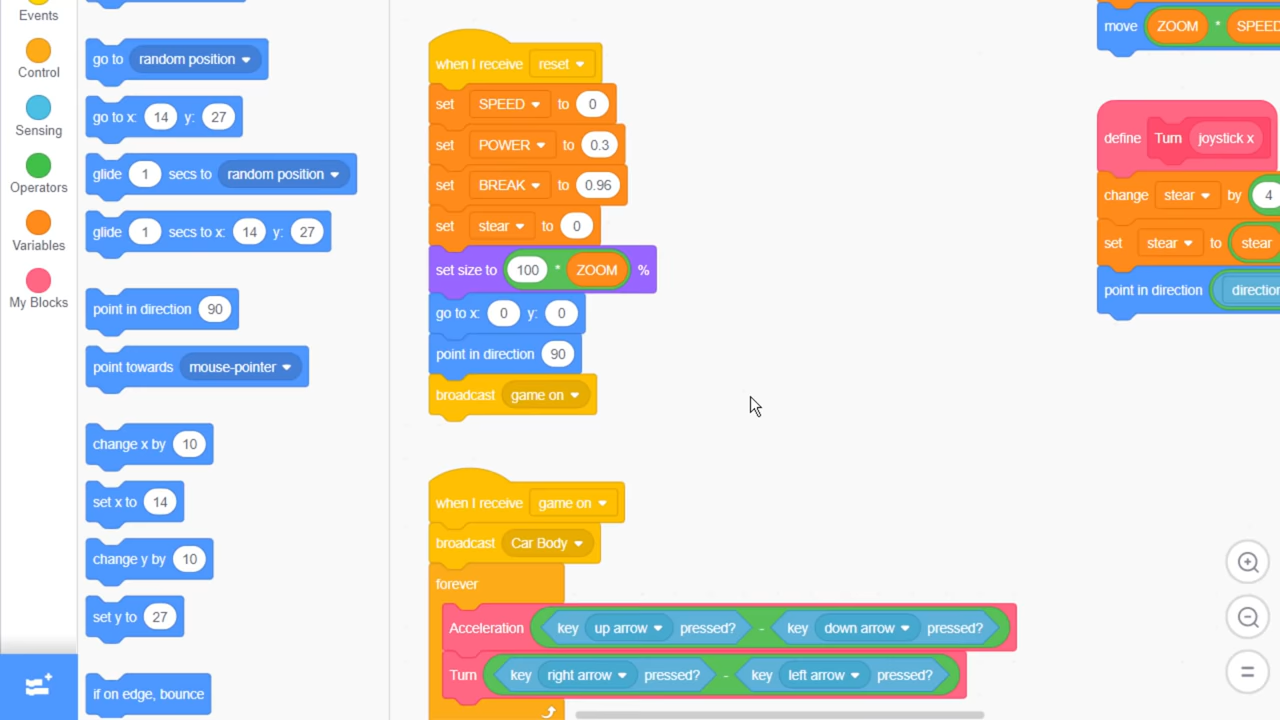 Events
Control
Sensing
Operators
Variables
My Blocks
go to random position
go to x: 14 y: 27
glide 1 secs to random position
glide 1 secs to x: 14 y: 27
point in direction 90
point towards mouse-pointer
change x by 10
set x to 14
change y by 10
set y to 27
if on edge, bounce
when I receive reset
set SPEED to 0
set POWER to 0.3
set BREAK to 0.96
set stear to 0
set size to 100 * ZOOM %
go to x: 0 y: 0
point in direction 90
broadcast game on
when I receive game on
broadcast Car Body
forever
Acceleration key up arrow pressed? - key down arrow pressed?
Turn key right arrow pressed? - key left arrow pressed?
move ZOOM * SPEED
define Turn joystick x
change stear by 4
set stear to stear
point in direction direction